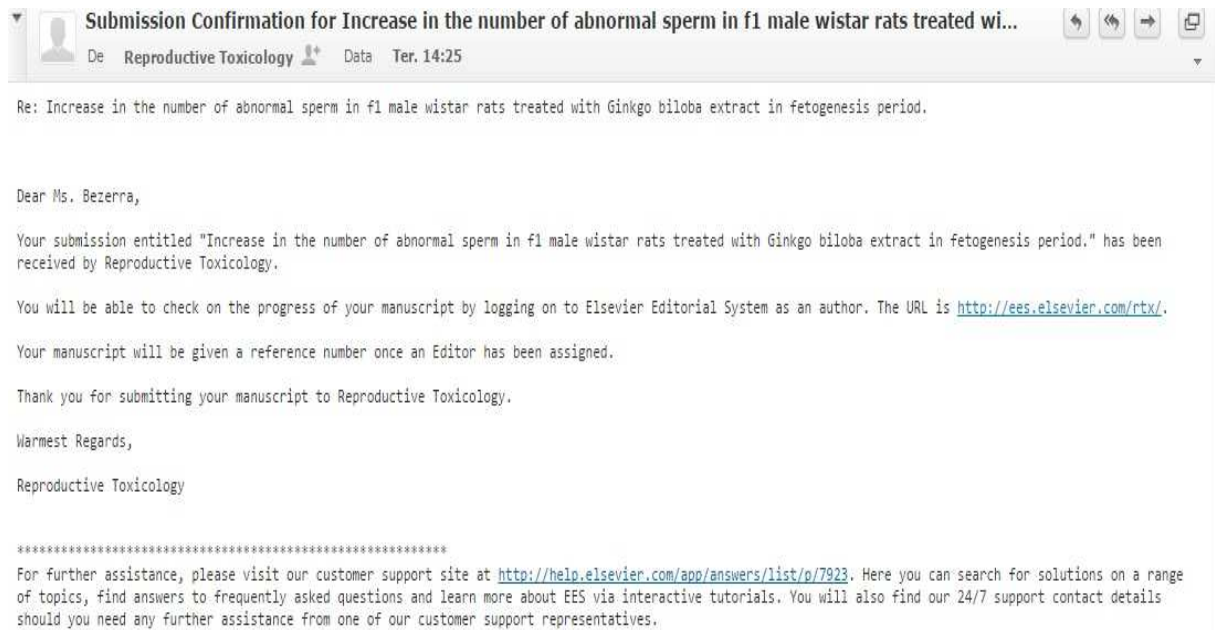 Submission Confirmation for Increase in the number of abnormal sperm in f1 male wistar rats treated wi...
De Reproductive Toxicology Data Ter. 14:25
Re: Increase in the number of abnormal sperm in f1 male wistar rats treated with Ginkgo biloba extract in fetogenesis period.
Dear Ms. Bezerra,
Your submission entitled "Increase in the number of abnormal sperm in f1 male wistar rats treated with Ginkgo biloba extract in fetogenesis period." has been
received by Reproductive Toxicology.
You will be able to check on the progress of your manuscript by logging on to Elsevier Editorial System as an author. The URL is http://ees.elsevier.com/rtx/.
Your manuscript will be given a reference number once an Editor has been assigned.
Thank you for submitting your manuscript to Reproductive Toxicology.
Warmest Regards,
Reproductive Toxicology
************************************************************
For further assistance, please visit our customer support site at http://help.elsevier.com/app/answers/list/p/7923. Here you can search for solutions on a range
of topics, find answers to frequently asked questions and learn more about EES via interactive tutorials. You will also find our 24/7 support contact details
should you need any further assistance from one of our customer support representatives.